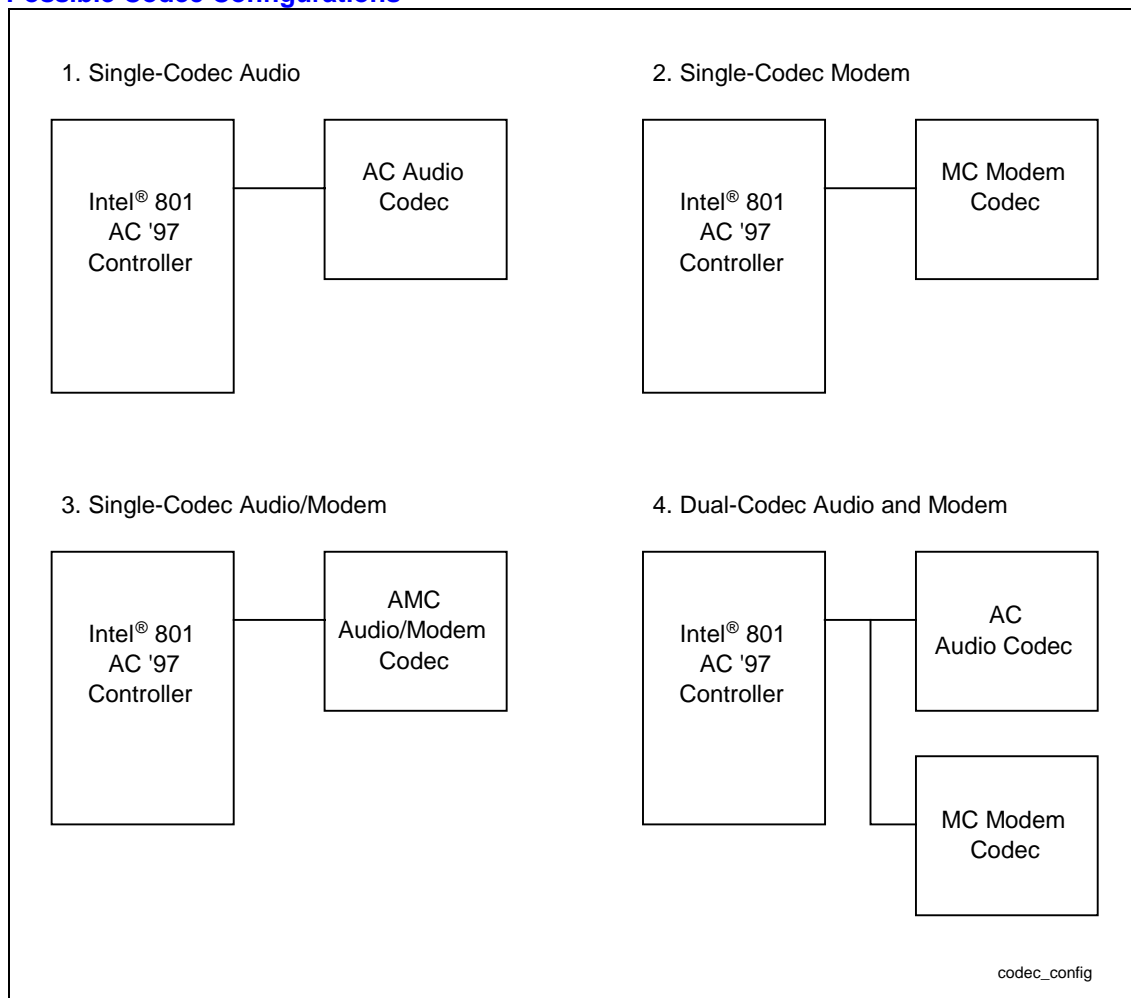 Possible Codec Configurations
1. Single-Codec Audio
Intel® 801
AC '97
Controller
AC Audio
Codec
2. Single-Codec Modem
Intel® 801
AC '97
Controller
MC Modem
Codec
3. Single-Codec Audio/Modem
Intel® 801
AC '97
Controller
AMC
Audio/Modem
Codec
4. Dual-Codec Audio and Modem
Intel® 801
AC '97
Controller
AC
Audio Codec
MC Modem
Codec
codec_config